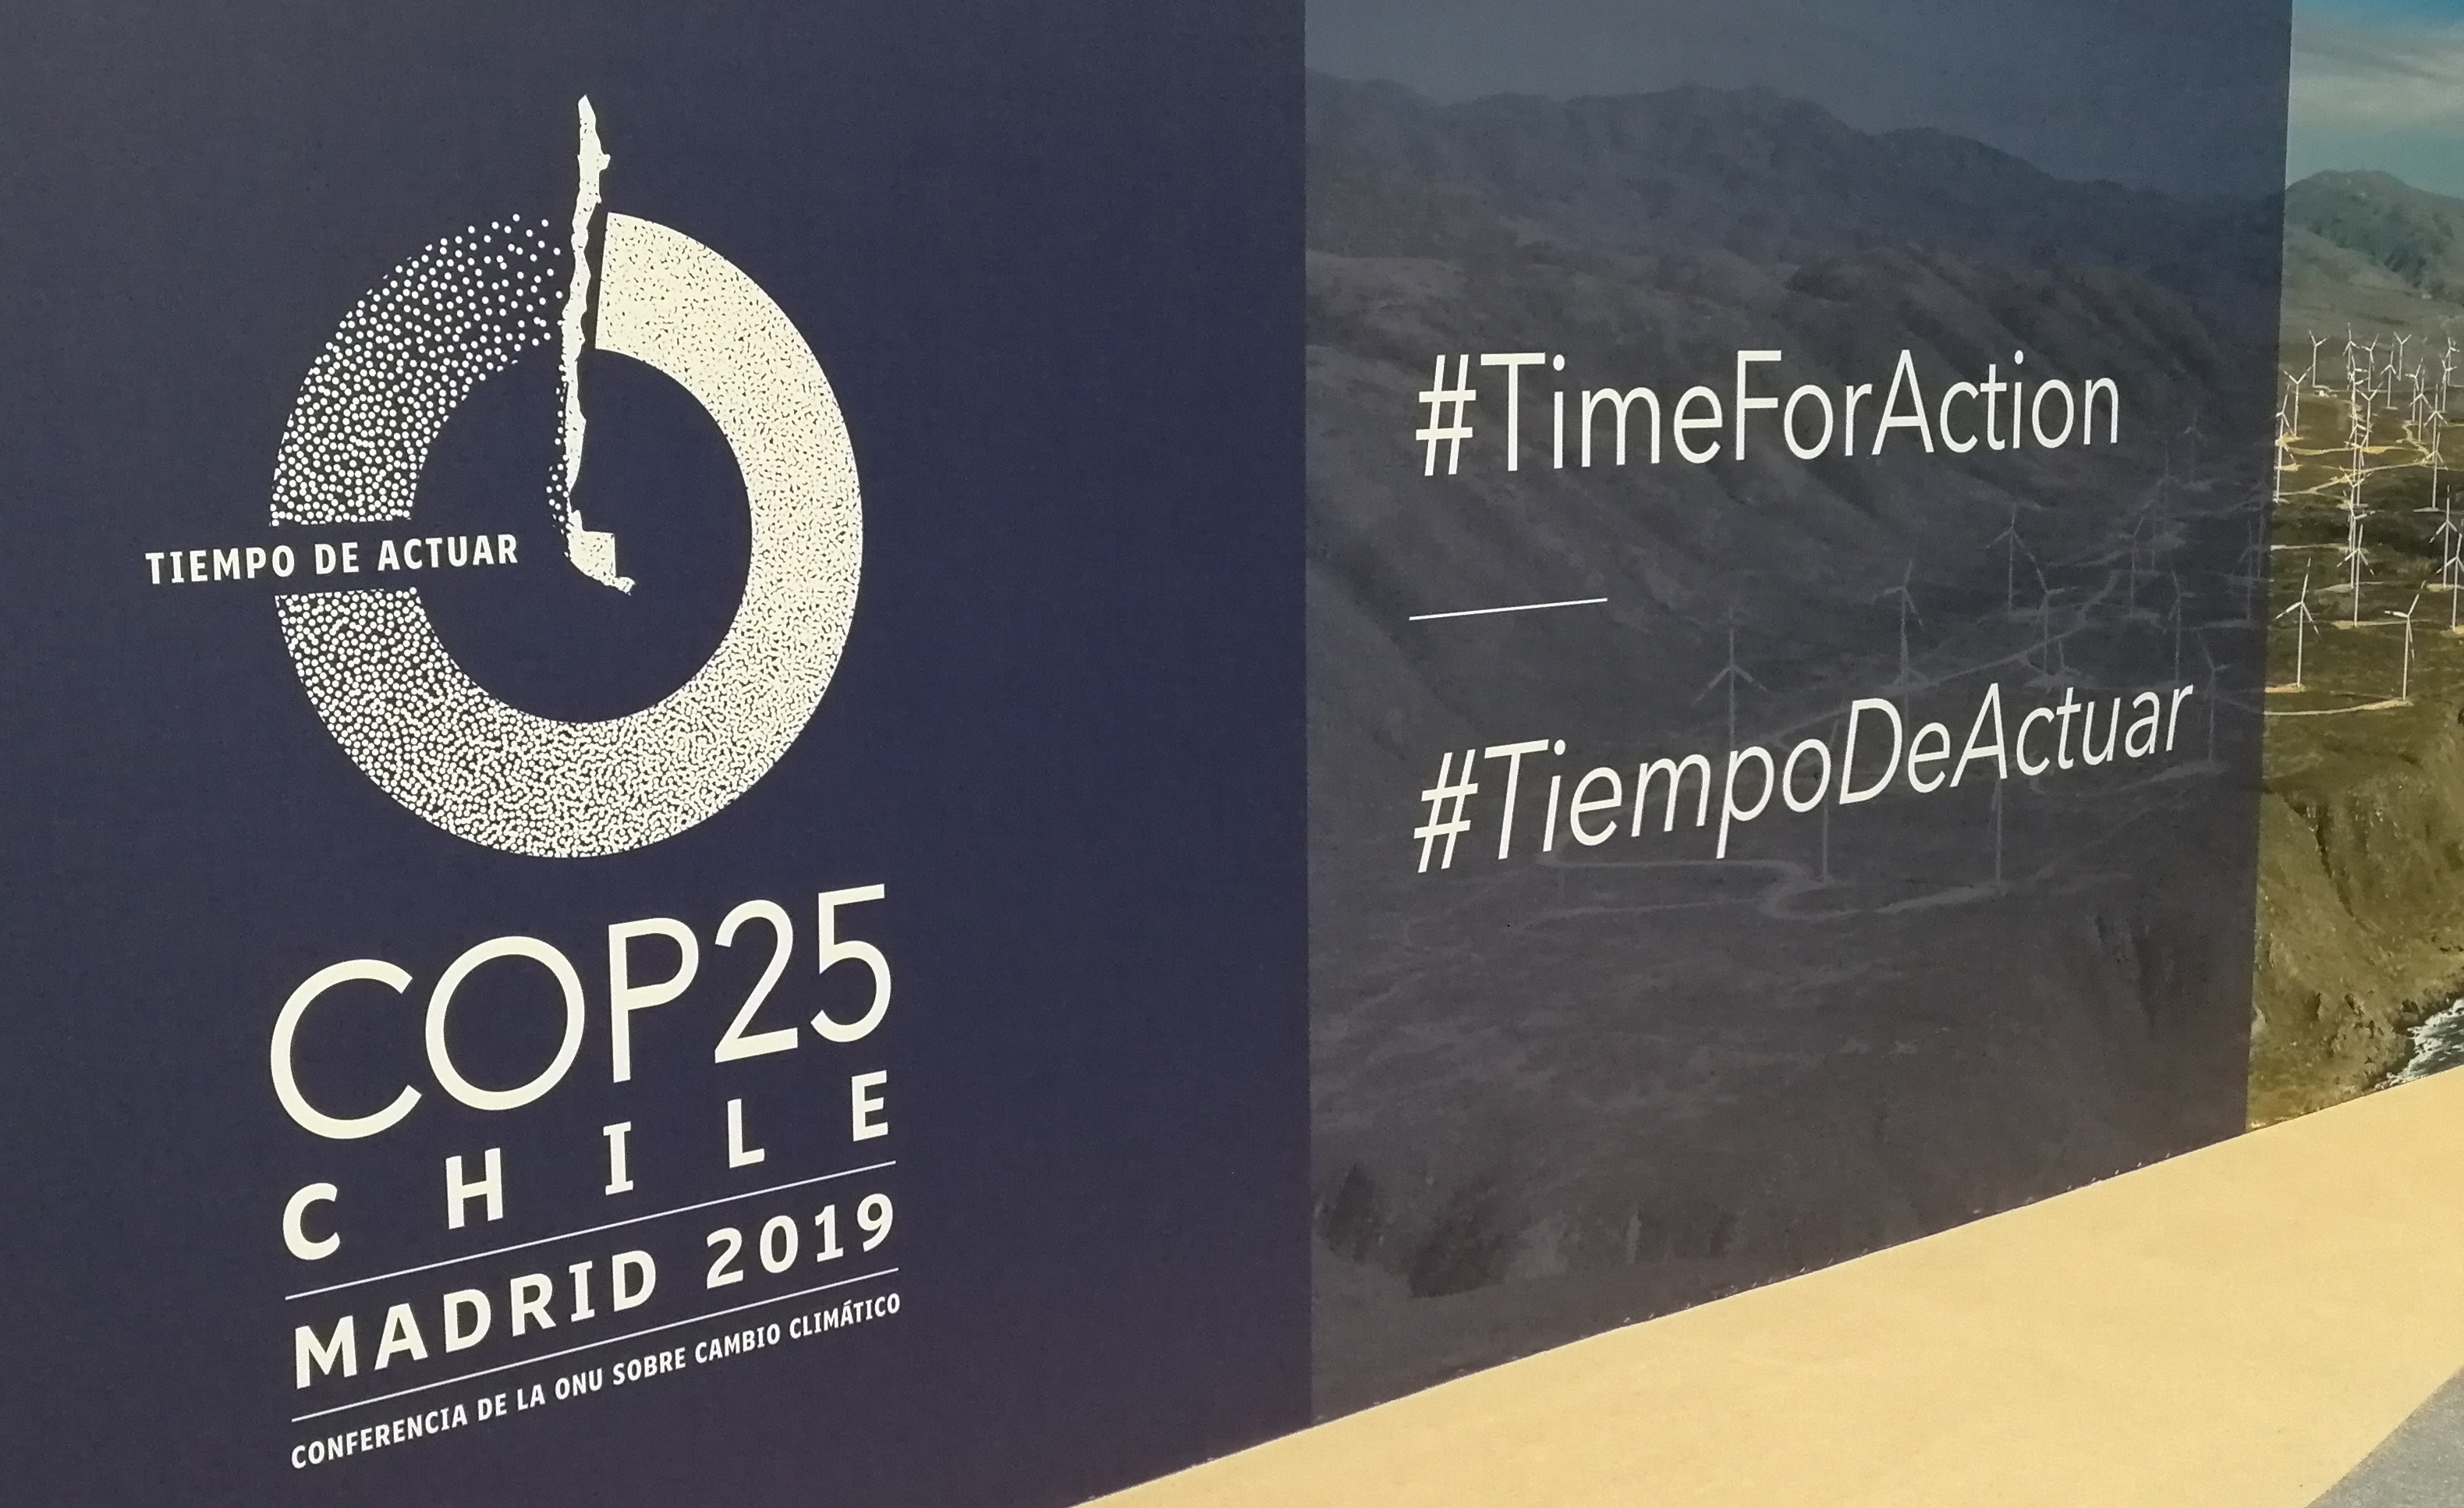 TIEMPO DE ACTUAR
COP25
CHILE
MADRID 2019
CONFERENCIA DE LA ONU SOBRE CAMBIO CLIMÁTICO
#TimeForAction
#TiempoDeActuar